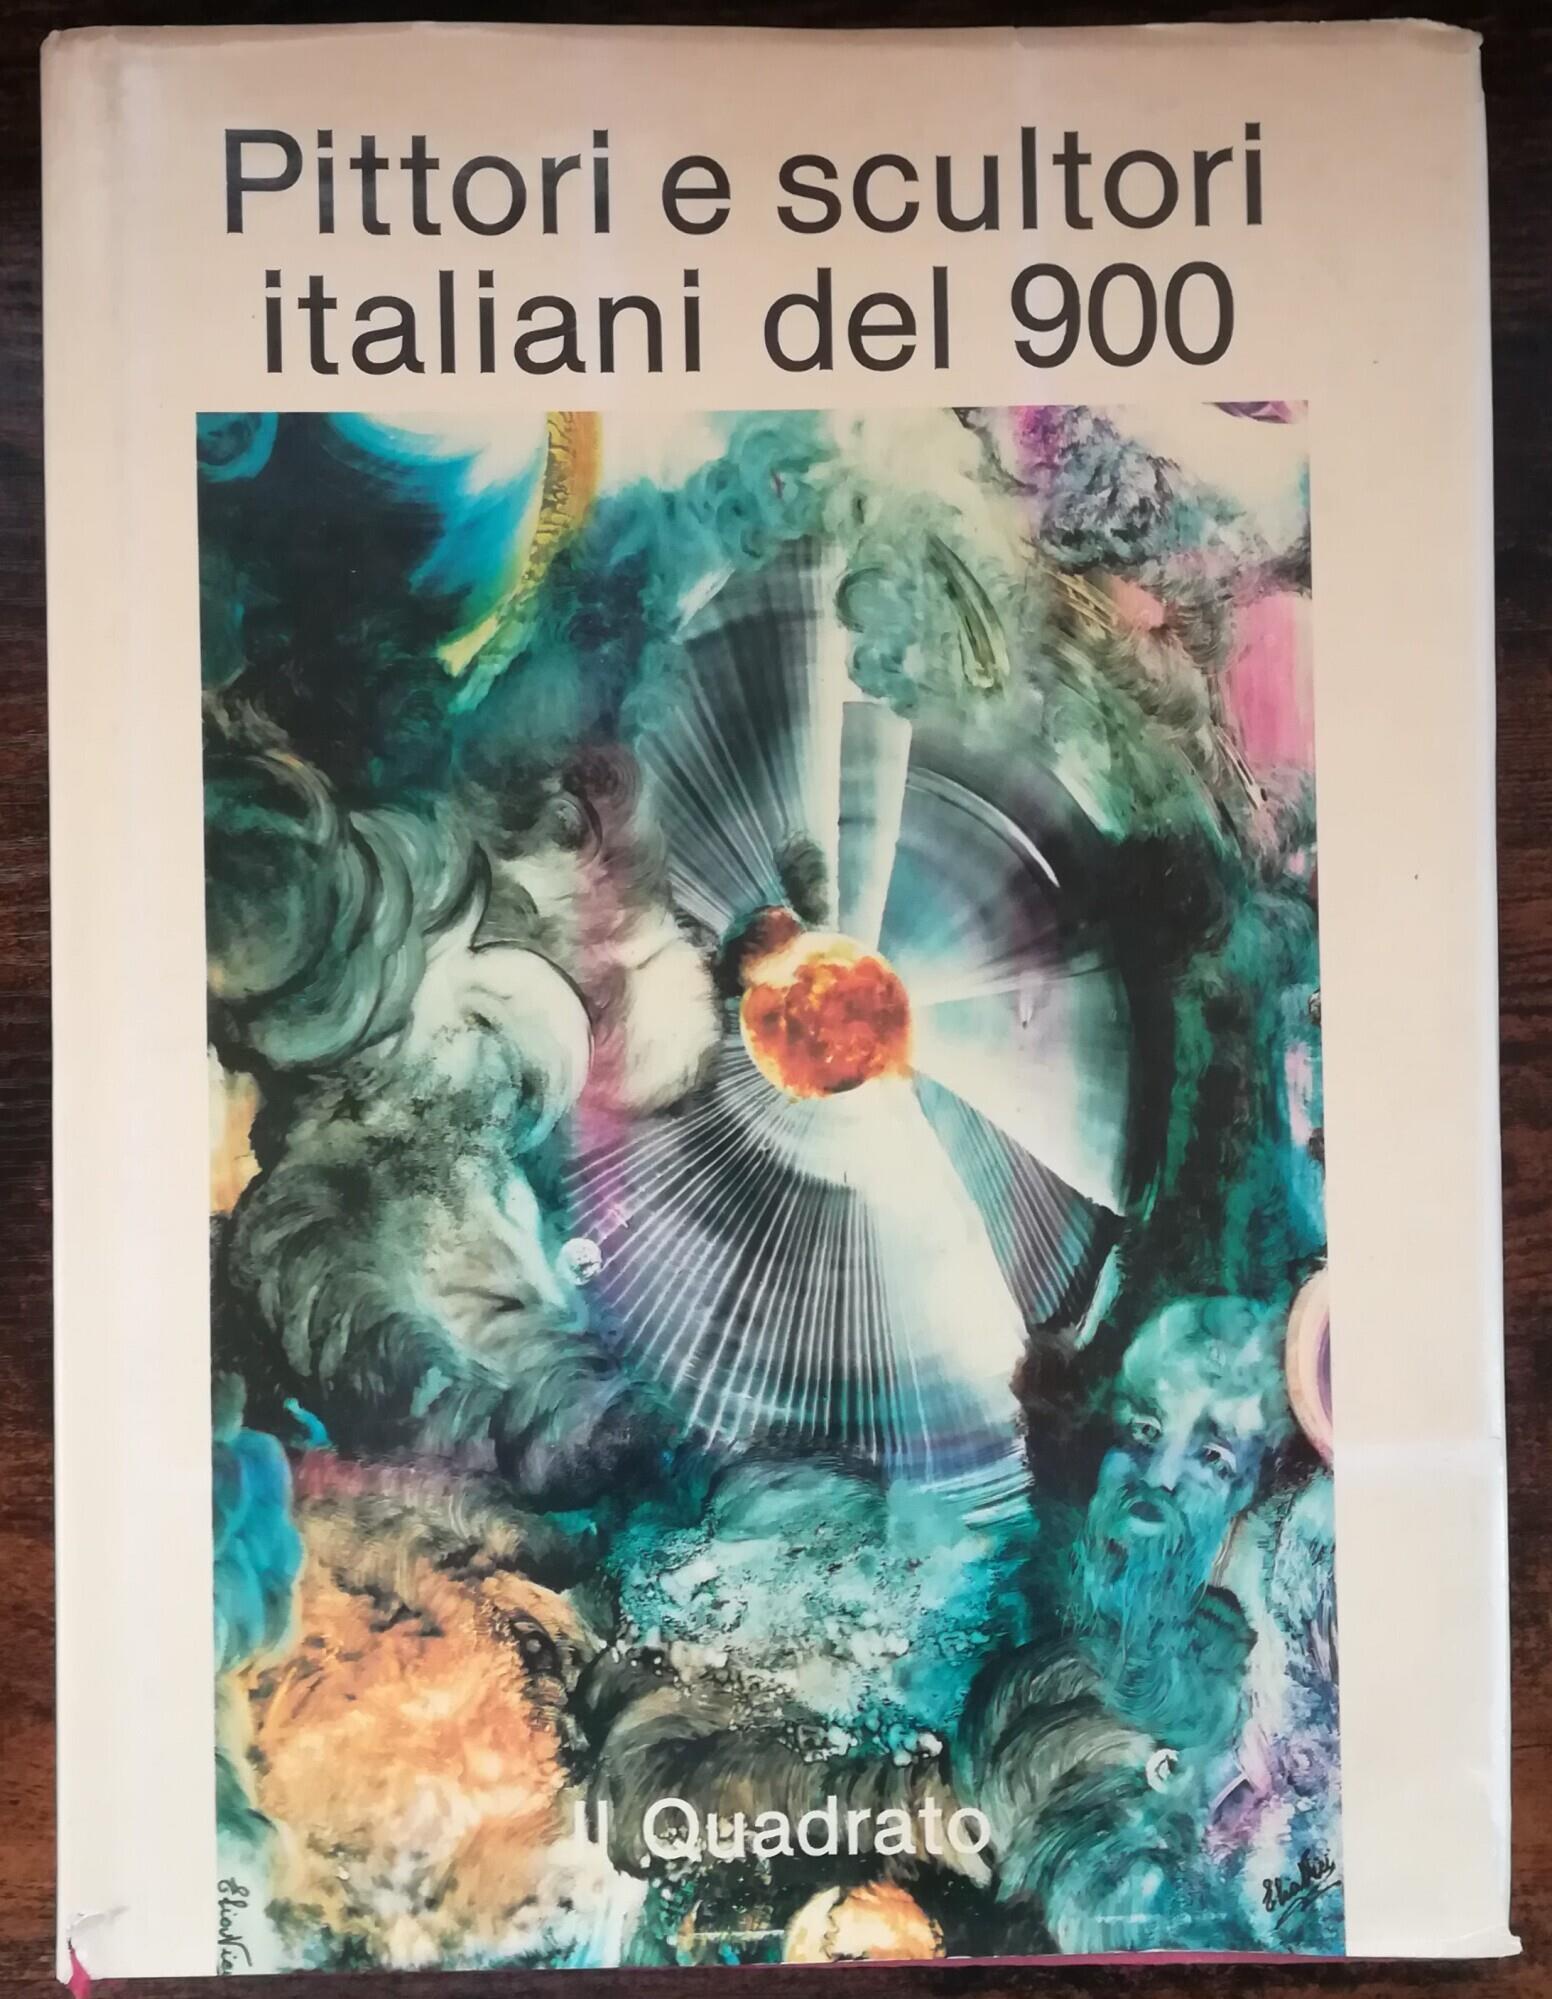 Pittori e scultori
italiani del 900
Il Quadrato